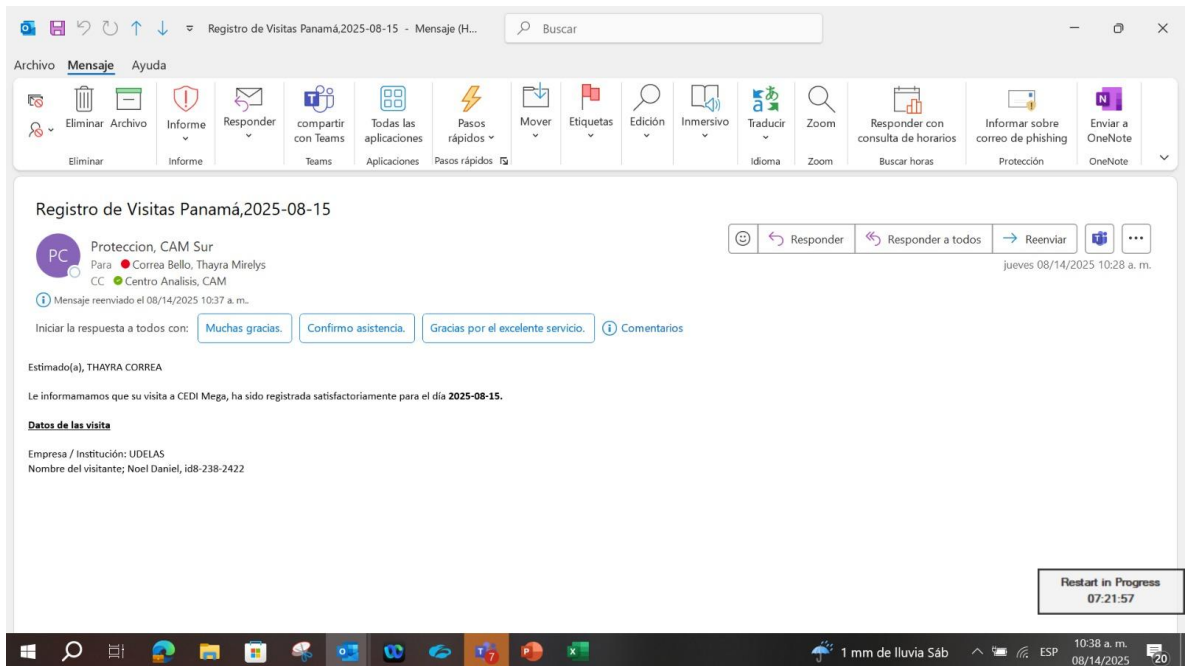 Registro de Visitas Panamá,2025-08-15 - Mensaje (H...
Buscar
Archivo Mensaje Ayuda
Eliminar Archivo
Informe
Responder
compartir con Teams
Todas las aplicaciones
Pasos rápidos
Mover
Etiquetas
Edición
Inmersivo
Traducir
Zoom
Responder con consulta de horarios
Informar sobre correo de phishing
Enviar a OneNote
Eliminar Informe Teams Aplicaciones Pasos rápidos Idioma Zoom Buscar horas Protección OneNote
Registro de Visitas Panamá,2025-08-15
PC
Proteccion, CAM Sur
Para Correa Bello, Thayra Mirelys
CC Centro Analisis, CAM
Responder Responder a todos Reenviar
jueves 08/14/2025 10:28 a. m.
Mensaje reenviado el 08/14/2025 10:37 a. m..
Iniciar la respuesta a todos con: Muchas gracias. Confirmo asistencia. Gracias por el excelente servicio. Comentarios
Estimado(a), THAYRA CORREA
Le informamamos que su visita a CEDI Mega, ha sido registrada satisfactoriamente para el día 2025-08-15.
Datos de las visita
Empresa / Institución: UDELAS
Nombre del visitante; Noel Daniel, id8-238-2422
Restart in Progress
07:21:57
1 mm de lluvia Sáb
ESP
10:38 a. m.
08/14/2025
20